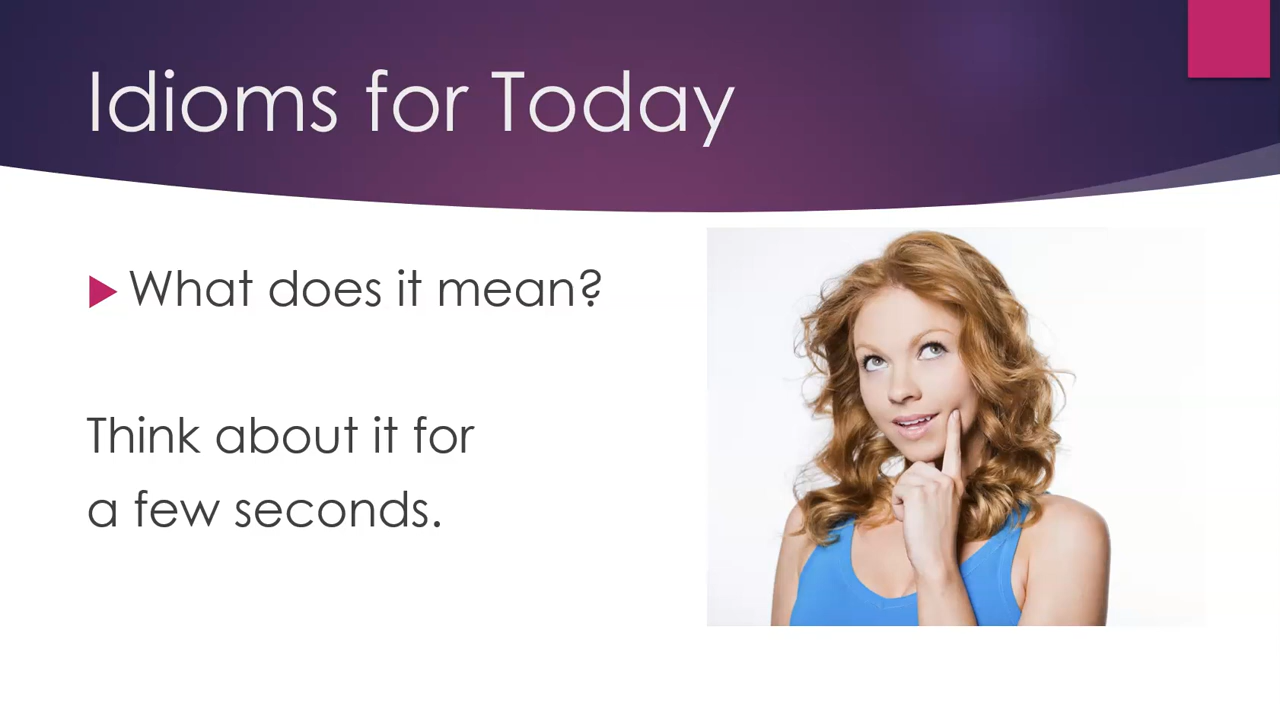 Idioms for Today
What does it mean?
Think about it for
a few seconds.